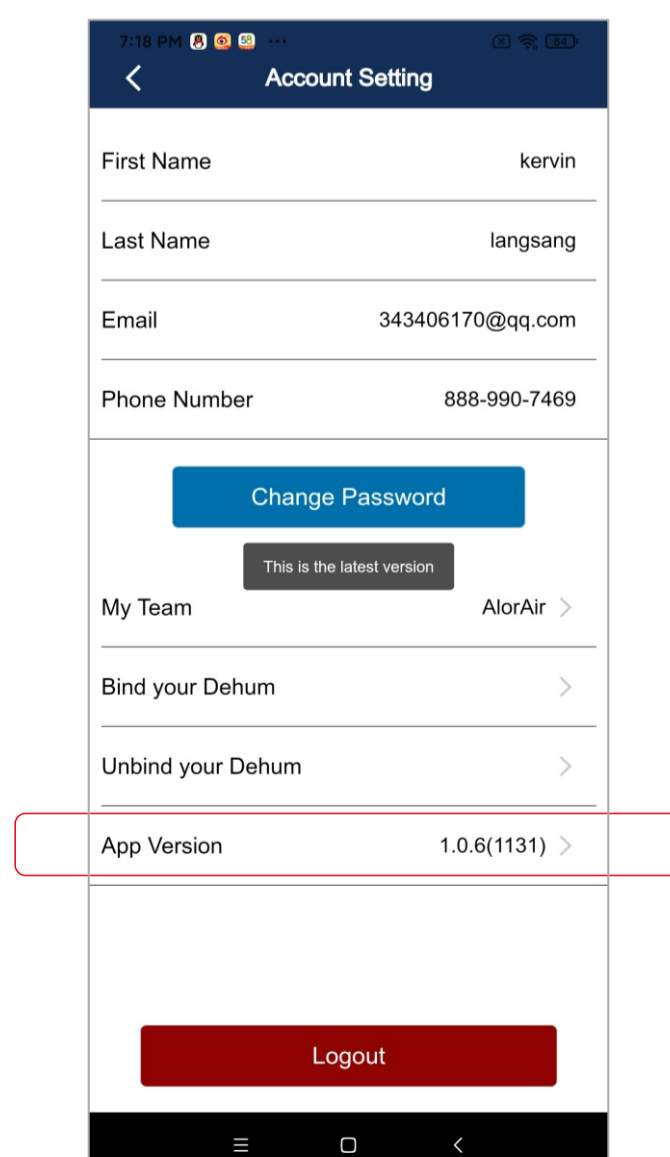 7:18 PM 58 ... 64
Account Setting
First Name kervin
Last Name langsang
Email 343406170@qq.com
Phone Number 888-990-7469
Change Password
This is the latest version
My Team AlorAir
Bind your Dehum
Unbind your Dehum
App Version 1.0.6(1131)
Logout